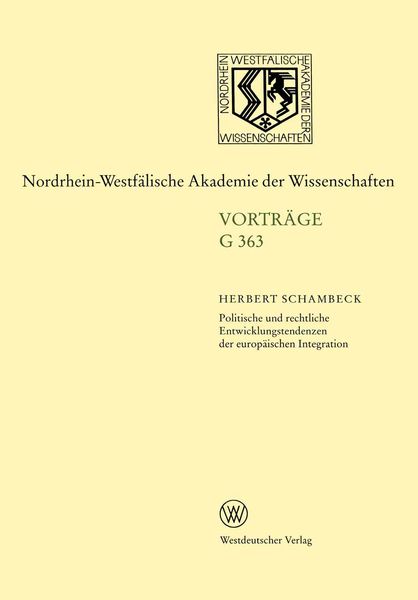 NORDRHEIN
WESTFÄLISCHE
AKADEMIE DER
WISSENSCHAFTEN
Nordrhein-Westfälische Akademie der Wissenschaften
VORTRÄGE
G 363
HERBERT SCHAMBECK
Politische und rechtliche
Entwicklungstendenzen
der europäischen Integration
W
Westdeutscher Verlag